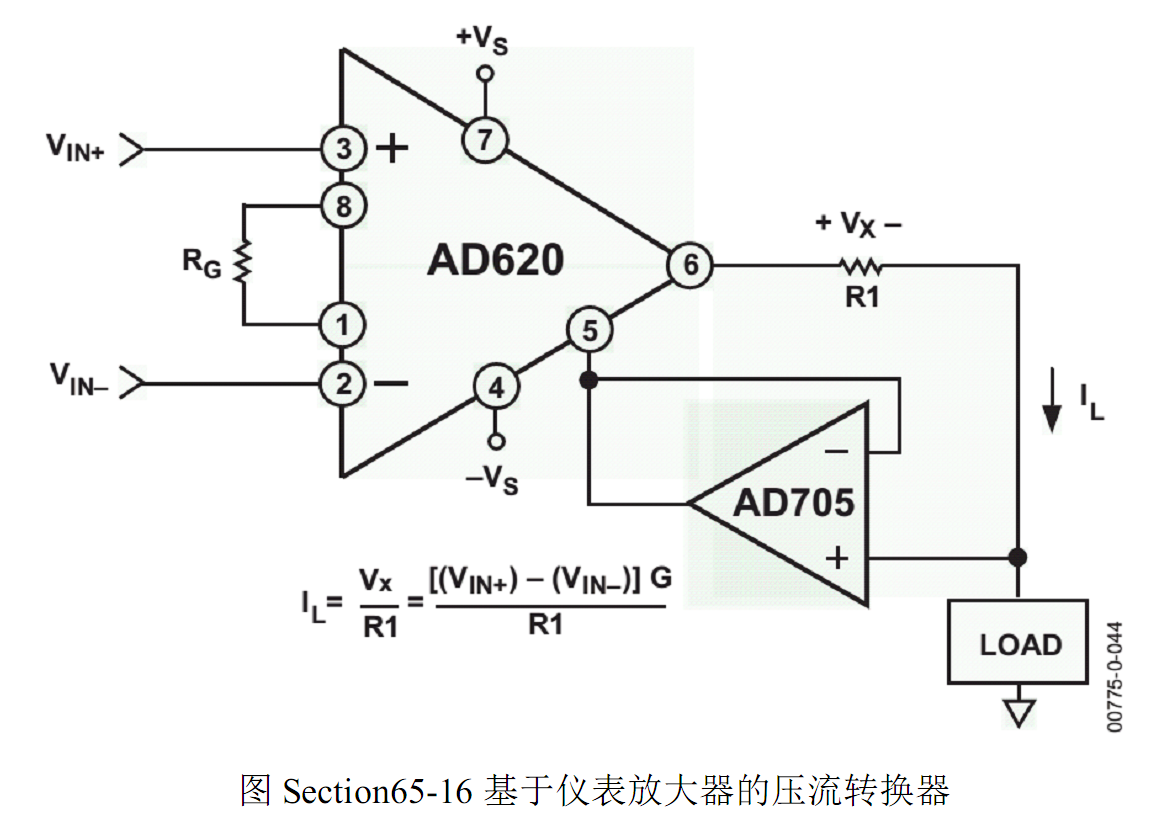 +VS
VIN+
3
+
7
8
RG
AD620
6
+ VX –
R1
1
5
VIN–
2
–
4
–VS
IL
–
AD705
+
IL= Vx / R1 = [(VIN+) – (VIN–)] G / R1
LOAD
00775-0-044
图 Section65-16 基于仪表放大器的压流转换器